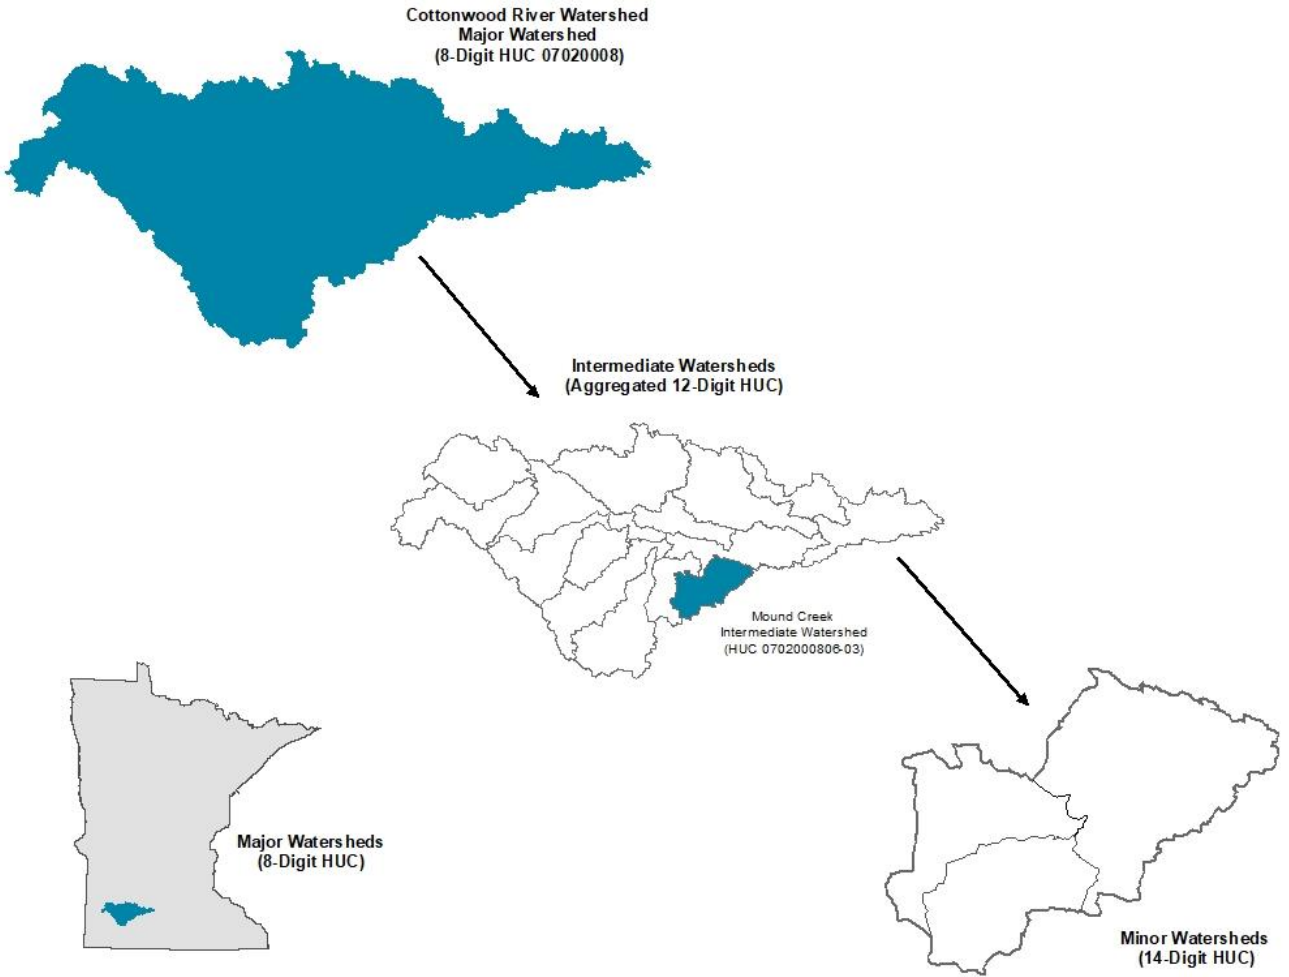 Cottonwood River Watershed
Major Watershed
(8-Digit HUC 07020008)
Intermediate Watersheds
(Aggregated 12-Digit HUC)
Mound Creek
Intermediate Watershed
(HUC 0702000806-03)
Major Watersheds
(8-Digit HUC)
Minor Watersheds
(14-Digit HUC)